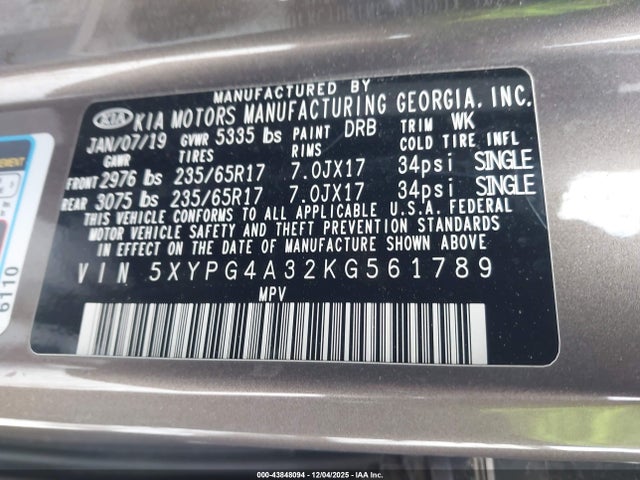 MANUFACTURED BY
KIA KIA MOTORS MANUFACTURING GEORGIA, INC.
JAN/07/19 GVWR 5335 lbs PAINT DRB TRIM WK
GAWR TIRES RIMS COLD TIRE INFL
FRONT 2976 lbs 235/65R17 7.0JX17 34psi SINGLE
REAR 3075 lbs 235/65R17 7.0JX17 34psi SINGLE
THIS VEHICLE CONFORMS TO ALL APPLICABLE U.S.A. FEDERAL
MOTOR VEHICLE SAFETY AND THEFT PREVENTION STANDARDS
IN EFFECT ON THE DATE OF MANUFACTURE SHOWN ABOVE.
VIN 5XYPG4A32KG561789
MPV
6110
000-43848094 | 12/04/2025 | IAA Inc.